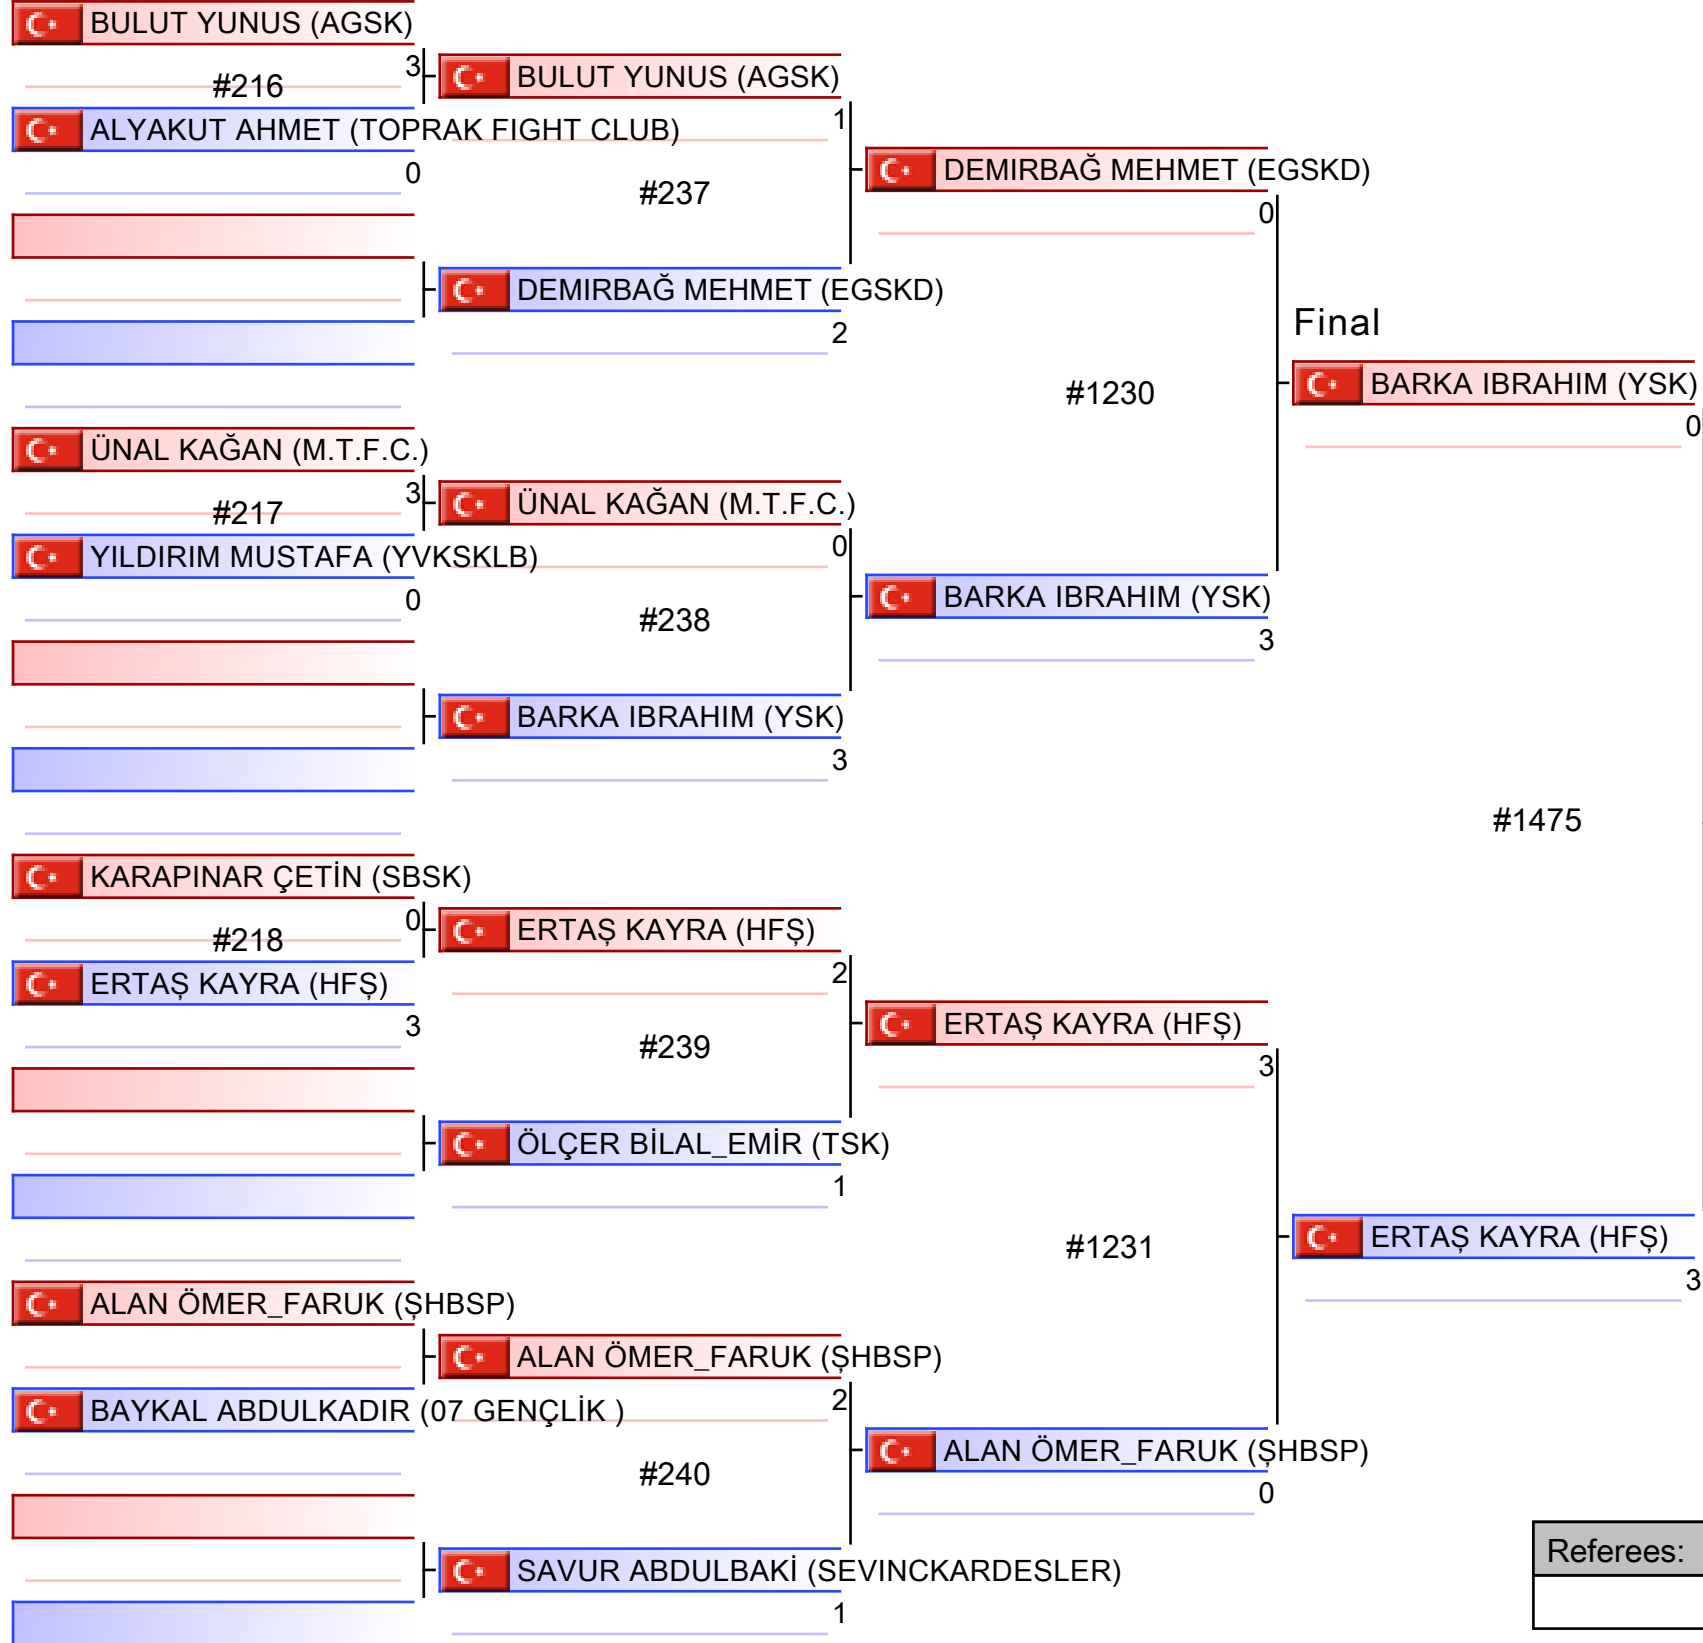 BULUT YUNUS (AGSK)
3
#216
ALYAKUT AHMET (TOPRAK FIGHT CLUB)
0
ÜNAL KAĞAN (M.T.F.C.)
3
#217
YILDIRIM MUSTAFA (YVKSKLB)
0
KARAPINAR ÇETİN (SBSK)
0
#218
ERTAŞ KAYRA (HFŞ)
3
ALAN ÖMER_FARUK (ŞHBSP)
BAYKAL ABDULKADIR (07 GENÇLİK )
BULUT YUNUS (AGSK)
1
#237
DEMIRBAĞ MEHMET (EGSKD)
2
ÜNAL KAĞAN (M.T.F.C.)
0
#238
BARKA IBRAHIM (YSK)
3
ERTAŞ KAYRA (HFŞ)
2
#239
ÖLÇER BİLAL_EMİR (TSK)
1
ALAN ÖMER_FARUK (ŞHBSP)
2
#240
SAVUR ABDULBAKİ (SEVINCKARDESLER)
1
DEMIRBAĞ MEHMET (EGSKD)
0
#1230
BARKA IBRAHIM (YSK)
3
ERTAŞ KAYRA (HFŞ)
3
#1231
ALAN ÖMER_FARUK (ŞHBSP)
0
Final
BARKA IBRAHIM (YSK)
0
#1475
ERTAŞ KAYRA (HFŞ)
3
Referees: